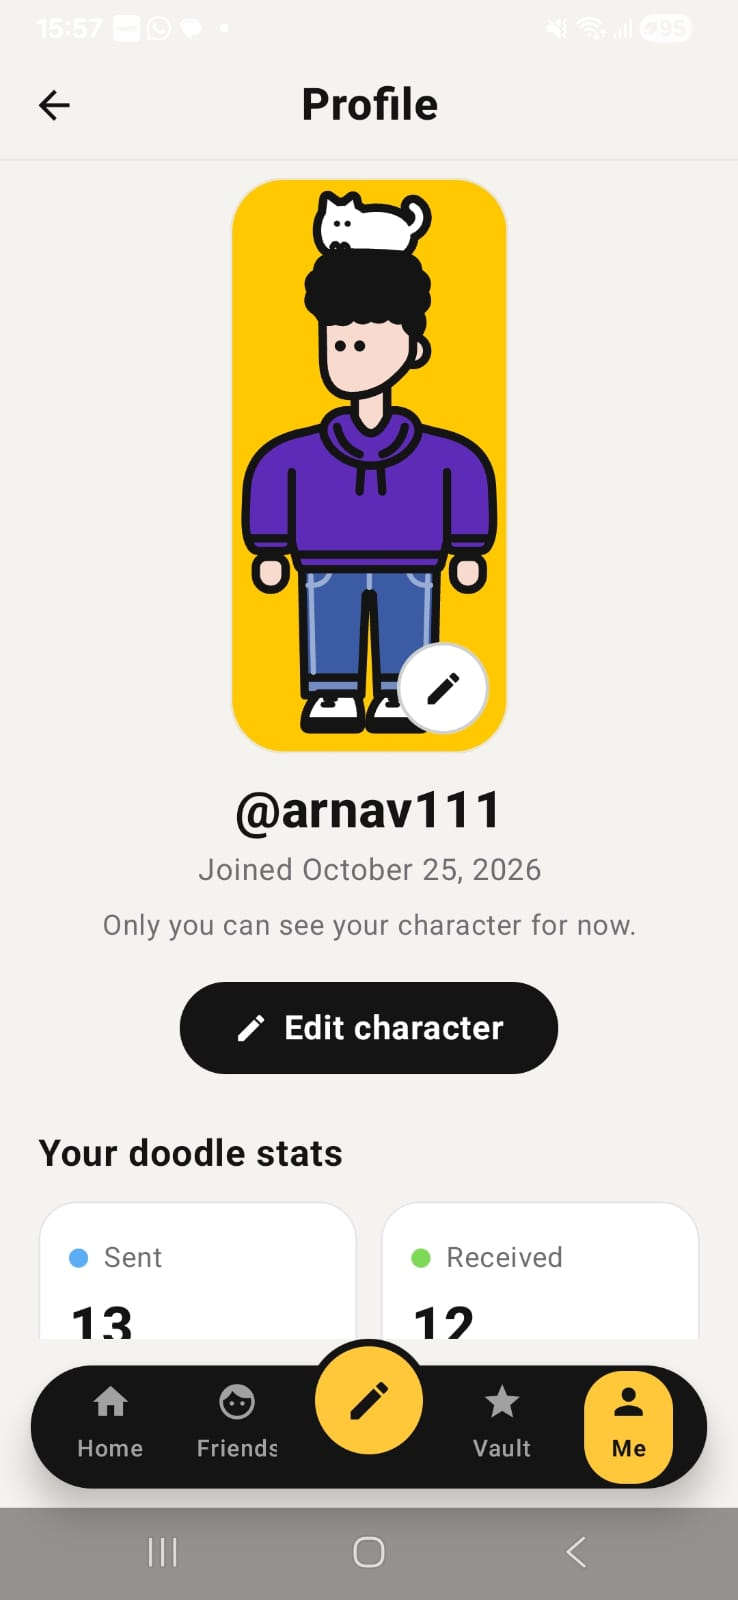 15:57
95
Profile
@arnav111
Joined October 25, 2026
Only you can see your character for now.
Edit character
Your doodle stats
Sent
Received
13
12
Home
Friends
Vault
Me